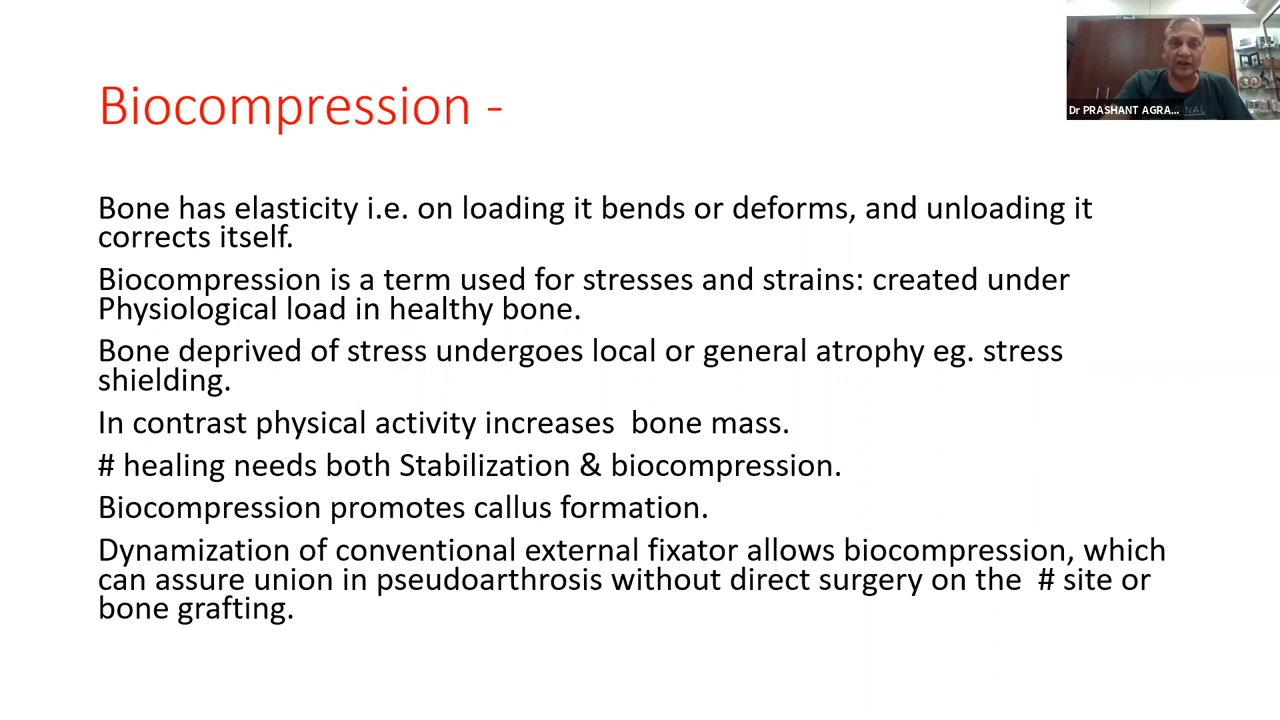 Biocompression -
Dr PRASHANT AGRA...
NAL
Bone has elasticity i.e. on loading it bends or deforms, and unloading it
corrects itself.
Biocompression is a term used for stresses and strains: created under
Physiological load in healthy bone.
Bone deprived of stress undergoes local or general atrophy eg. stress
shielding.
In contrast physical activity increases  bone mass.
# healing needs both Stabilization & biocompression.
Biocompression promotes callus formation.
Dynamization of conventional external fixator allows biocompression, which
can assure union in pseudoarthrosis without direct surgery on the  # site or
bone grafting.